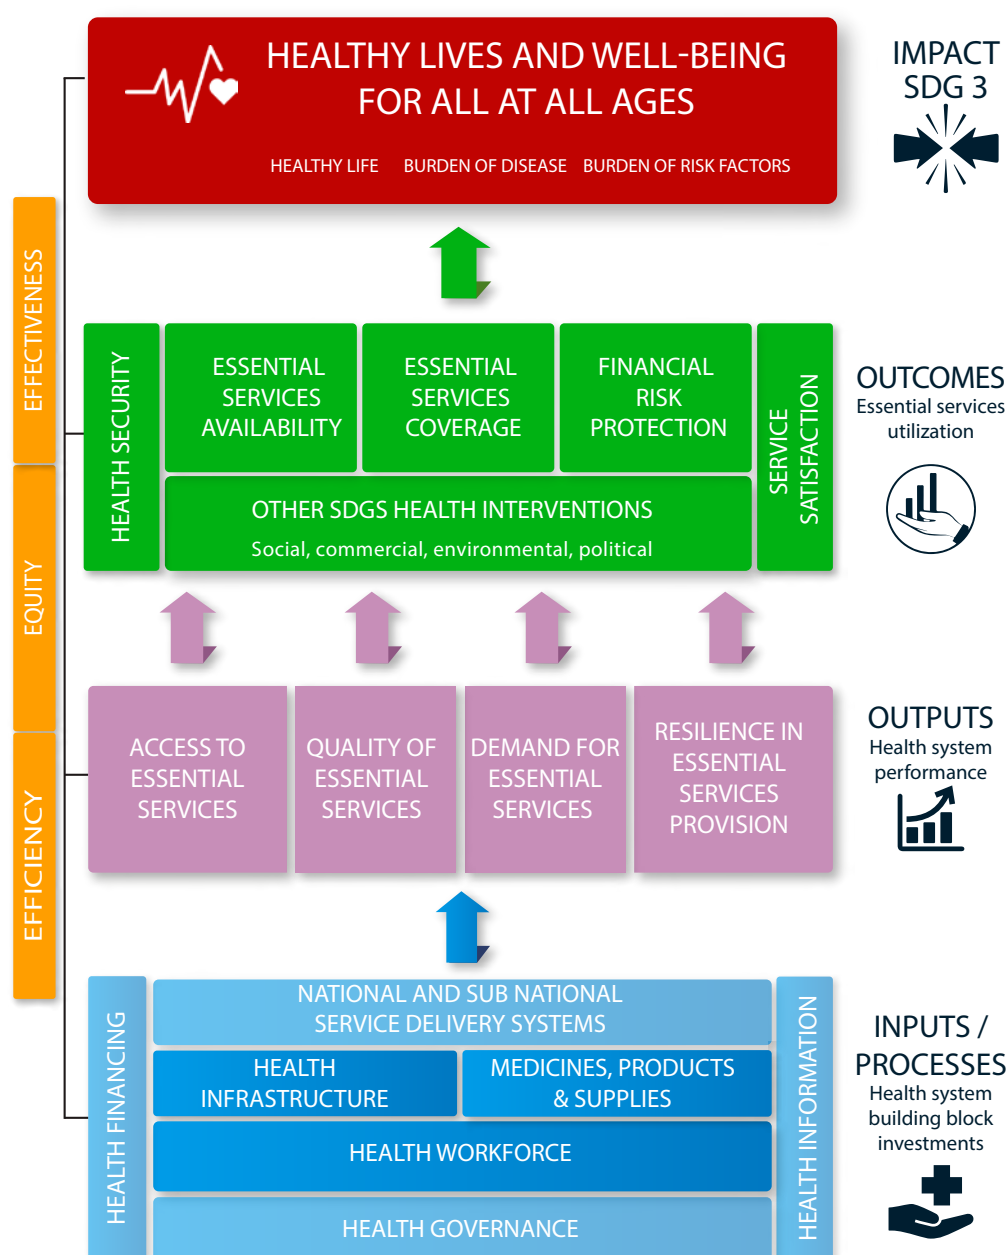 HEALTHY LIVES AND WELL-BEING
FOR ALL AT ALL AGES
HEALTHY LIFE BURDEN OF DISEASE BURDEN OF RISK FACTORS
IMPACT
SDG 3
EFFECTIVENESS
EQUITY
EFFICIENCY
HEALTH SECURITY
ESSENTIAL
SERVICES
AVAILABILITY
ESSENTIAL
SERVICES
COVERAGE
FINANCIAL
RISK
PROTECTION
SERVICE
SATISFACTION
OTHER SDGS HEALTH INTERVENTIONS
Social, commercial, environmental, political
OUTCOMES
Essential services
utilization
ACCESS TO
ESSENTIAL
SERVICES
QUALITY OF
ESSENTIAL
SERVICES
DEMAND FOR
ESSENTIAL
SERVICES
RESILIENCE IN
ESSENTIAL
SERVICES
PROVISION
OUTPUTS
Health system
performance
HEALTH FINANCING
NATIONAL AND SUB NATIONAL
SERVICE DELIVERY SYSTEMS
HEALTH
INFRASTRUCTURE
MEDICINES, PRODUCTS
& SUPPLIES
HEALTH WORKFORCE
HEALTH GOVERNANCE
HEALTH INFORMATION
INPUTS /
PROCESSES
Health system
building block
investments